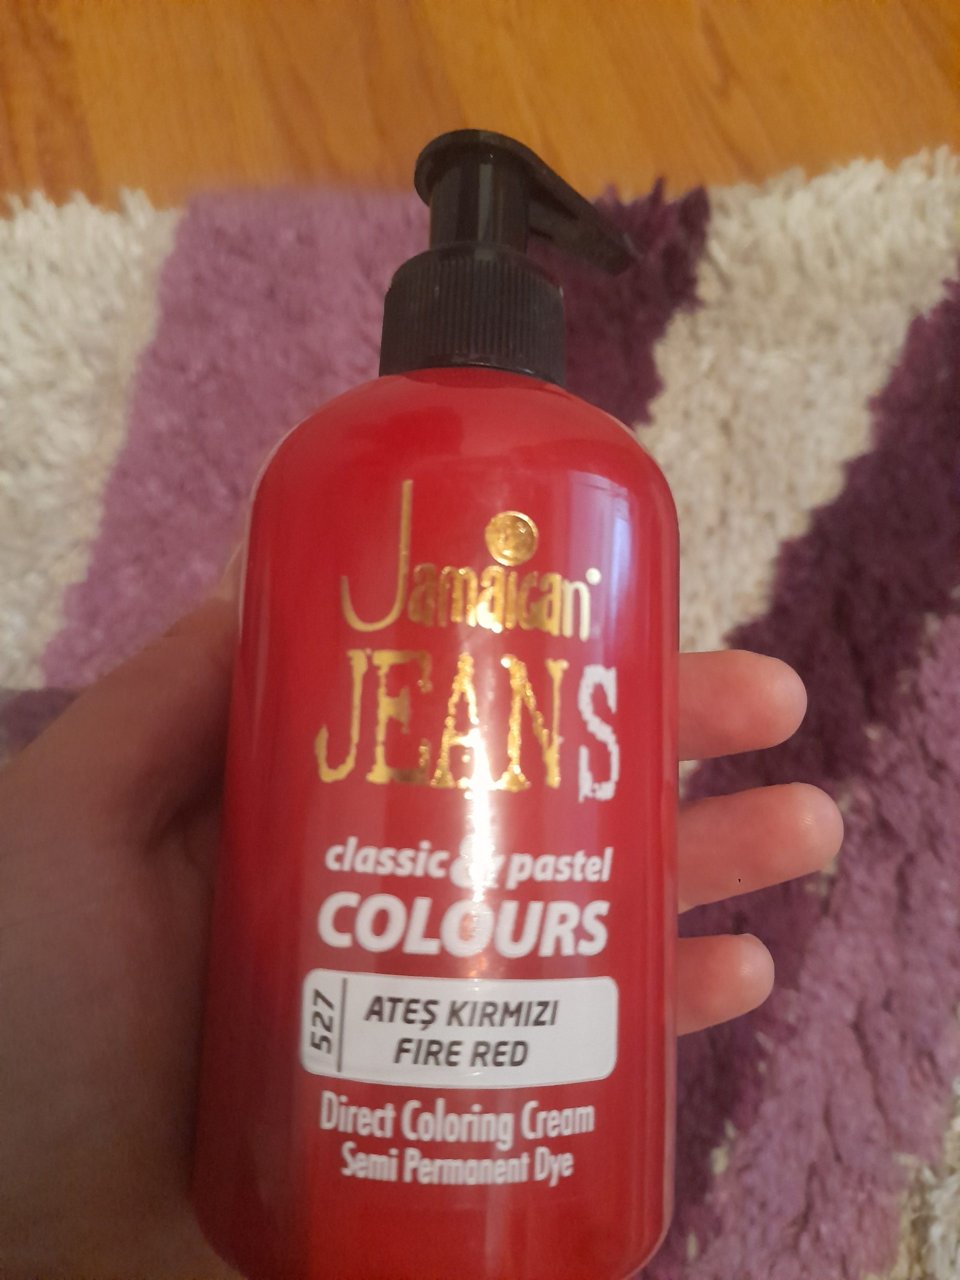 Jamaican
JEANS
classic & pastel
COLOURS
527
ATEŞ KIRMIZI
FIRE RED
Direct Coloring Cream
Semi Permanent Dye